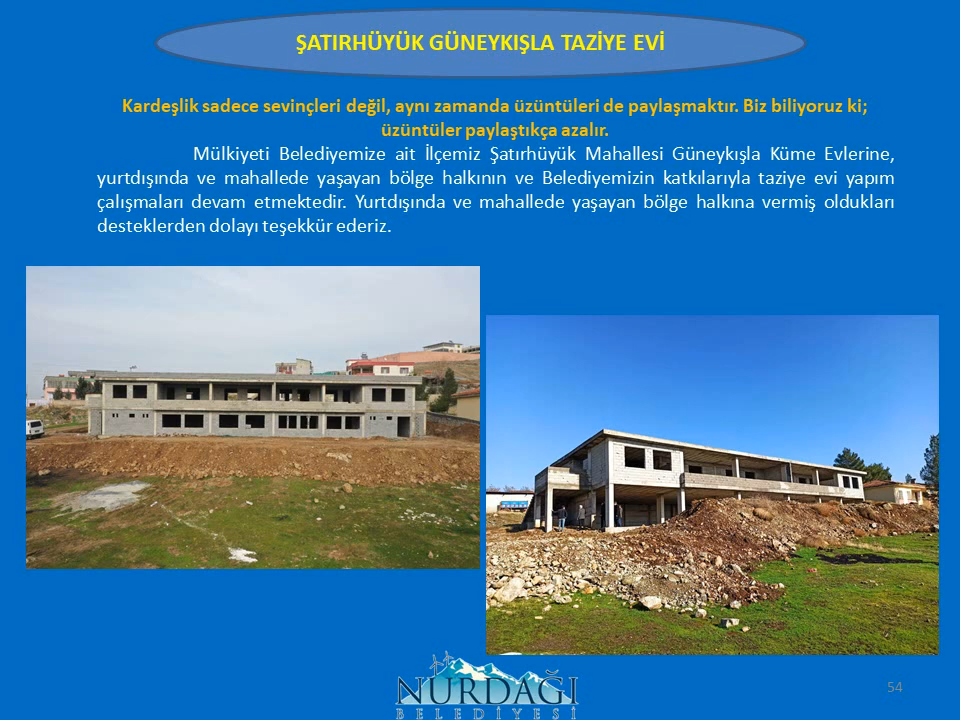 ŞATIRHÜYÜK GÜNEYKIŞLA TAZİYE EVİ
Kardeşlik sadece sevinçleri değil, aynı zamanda üzüntüleri de paylaşmaktır. Biz biliyoruz ki;
üzüntüler paylaştıkça azalır.
Mülkiyeti Belediyemize ait İlçemiz Şatırhüyük Mahallesi Güneykışla Küme Evlerine,
yurtdışında ve mahallede yaşayan bölge halkının ve Belediyemizin katkılarıyla taziye evi yapım
çalışmaları devam etmektedir. Yurtdışında ve mahallede yaşayan bölge halkına vermiş oldukları
desteklerden dolayı teşekkür ederiz.
NURDAĞI
BELEDİYESİ
54